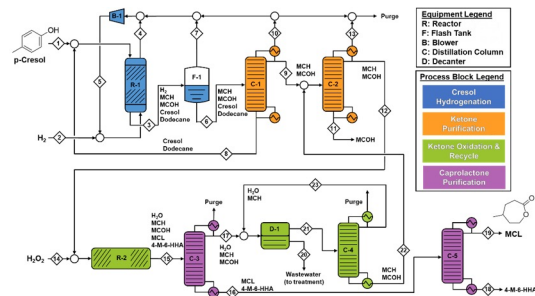 B-1
Purge
Equipment Legend
R: Reactor
F: Flash Tank
B: Blower
C: Distillation Column
D: Decanter
1
4
7
10
13
p-Cresol
MCH
MCOH
MCH
MCOH
5
R-1
F-1
C-1
9
C-2
12
Process Block Legend
Cresol
Hydrogenation
Ketone
Purification
Ketone Oxidation &
Recycle
Caprolactone
Purification
H₂
MCH
MCOH
Cresol
Dodecane
MCH
MCOH
Cresol
Dodecane
H₂
2
3
6
11
MCOH
Cresol
Dodecane
8
H₂O
MCH
23
Purge
Purge
H₂O
MCH
MCOH
MCL
4-M-6-HHA
17
D-1
21
19
MCL
H₂O₂
14
R-2
15
C-3
H₂O
MCH
MCOH
C-4
22
C-5
20
Wastewater
(to treatment)
MCH
MCOH
MCL
4-M-6-HHA
16
18
4-M-6-HHA
O
O
OH